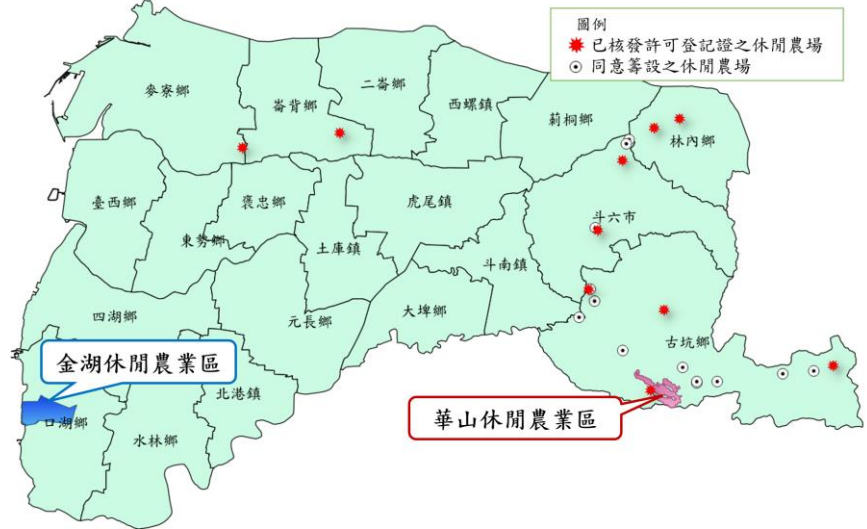 圖例
已核發許可登記證之休閒農場
同意籌設之休閒農場
麥寮鄉
崙背鄉
二崙鄉
西螺鎮
莿桐鄉
林內鄉
臺西鄉
東勢鄉
褒忠鄉
土庫鎮
虎尾鎮
斗南鎮
斗六市
四湖鄉
元長鄉
大埤鄉
古坑鄉
金湖休閒農業區
北港鎮
口湖鄉
水林鄉
華山休閒農業區